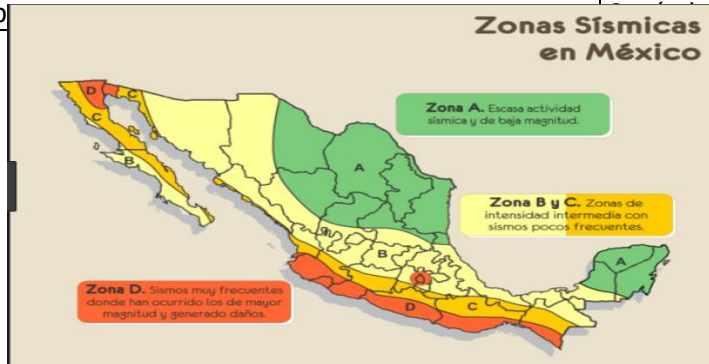 Zonas Sísmicas
en México
Zona A. Escasa actividad
sísmica y de baja magnitud.
Zona B y C. Zonas de
intensidad intermedia con
sismos pocos frecuentes.
Zona D. Sismos muy frecuentes
donde han ocurrido los de mayor
magnitud y generado daños.
D
C
C
B
A
B
A
A
D
C